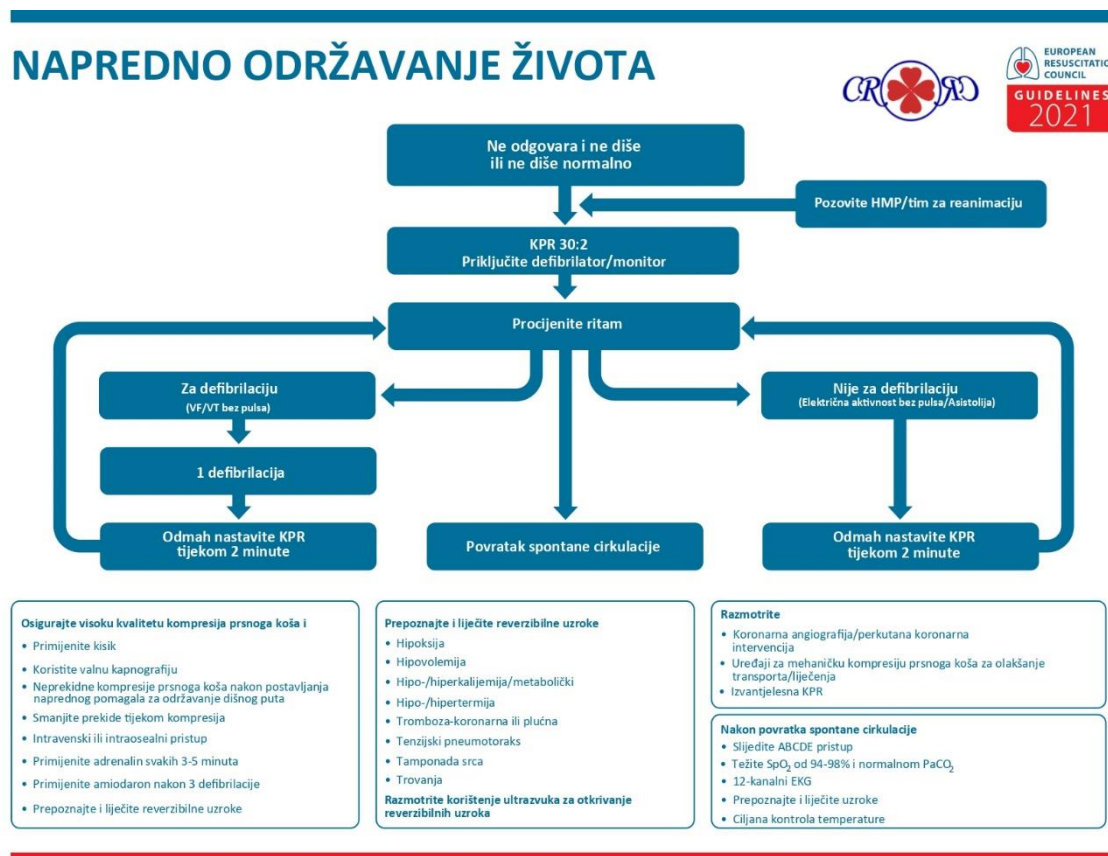 NAPREDNO ODRŽAVANJE ŽIVOTA
CRO
EUROPEAN
RESUSCITATIO
COUNCIL
GUIDELINES
2021
Ne odgovara i ne diše
ili ne diše normalno
Pozovite HMP/tim za reanimaciju
KPR 30:2
Priključite defibrilator/monitor
Procijenite ritam
Za defibrilaciju
(VF/VT bez pulsa)
Nije za defibrilaciju
(Električna aktivnost bez pulsa/Asistolija)
1 defibrilacija
Odmah nastavite KPR
tijekom 2 minute
Povratak spontane cirkulacije
Odmah nastavite KPR
tijekom 2 minute
Osigurajte visoku kvalitetu kompresija prsnoga koša i
• Primijenite kisik
• Koristite valnu kapnografiju
• Neprekidne kompresije prsnoga koša nakon postavljanja
naprednog pomagala za održavanje dišnog puta
• Smanjite prekide tijekom kompresija
• Intravenski ili intraosealni pristup
• Primijenite adrenalin svakih 3-5 minuta
• Primijenite amiodaron nakon 3 defibrilacije
• Prepoznajte i liječite reverzibilne uzroke
Prepoznajte i liječite reverzibilne uzroke
• Hipoksija
• Hipovolemija
• Hipo-/hiperkalijemija/metabolički
• Hipo-/hipertermija
• Tromboza-koronarna ili plućna
• Tenzijski pneumotoraks
• Tamponada srca
• Trovanja
Razmotrite korištenje ultrazvuka za otkrivanje
reverzibilnih uzroka
Razmotrite
• Koronarna angiografija/perkutana koronarna
intervencija
• Uređaji za mehaničku kompresiju prsnoga koša za olakšanje
transporta/liječenja
• Izvantjelesna KPR
Nakon povratka spontane cirkulacije
• Slijedite ABCDE pristup
• Težite SpO₂ od 94-98% i normalnom PaCO₂
• 12-kanalni EKG
• Prepoznajte i liječite uzroke
• Ciljana kontrola temperature